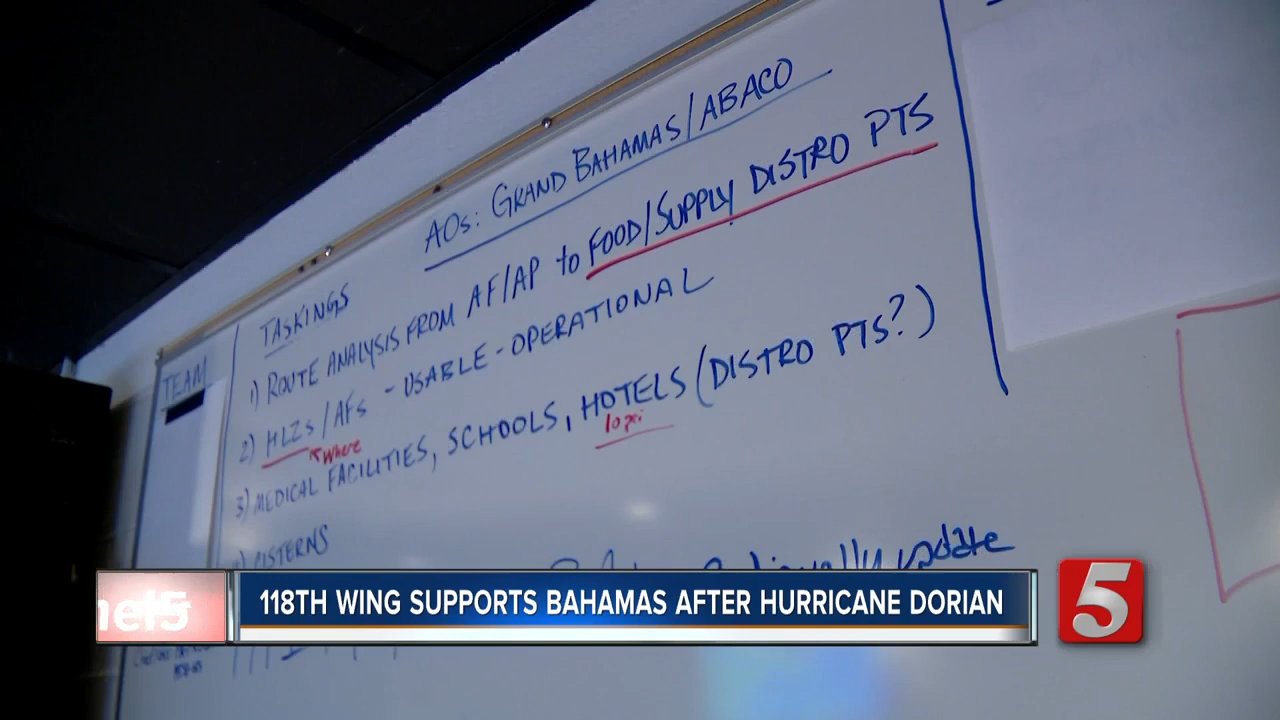 AOs: GRAND BAHAMAS/ABACO
TEAM
TASKINGS
1) ROUTE ANALYSIS FROM AF/AP to FOOD/SUPPLY DISTRO PTS
2) HLZs/AFs - USABLE - OPERATIONAL
where
3) MEDICAL FACILITIES, SCHOOLS, HOTELS (DISTRO PTS?)
CISTERNS
update
nel5
118TH WING SUPPORTS BAHAMAS AFTER HURRICANE DORIAN
5